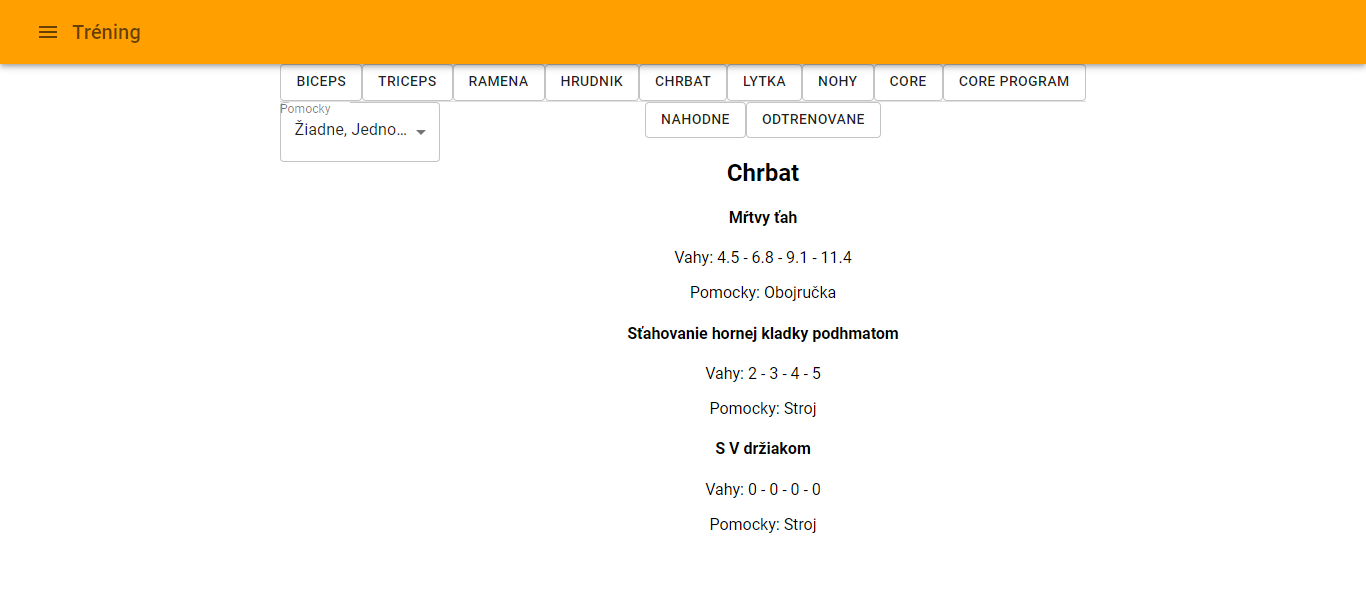 Tréning
BICEPS TRICEPS RAMENA HRUDNIK CHRBAT LYTKA NOHY CORE CORE PROGRAM
Pomocky
Žiadne, Jedno...
NAHODNE ODTRENOVANE
Chrbat
Mŕtvy ťah
Vahy: 4.5 - 6.8 - 9.1 - 11.4
Pomocky: Obojručka
Sťahovanie hornej kladky podhmatom
Vahy: 2 - 3 - 4 - 5
Pomocky: Stroj
S V držiakom
Vahy: 0 - 0 - 0 - 0
Pomocky: Stroj